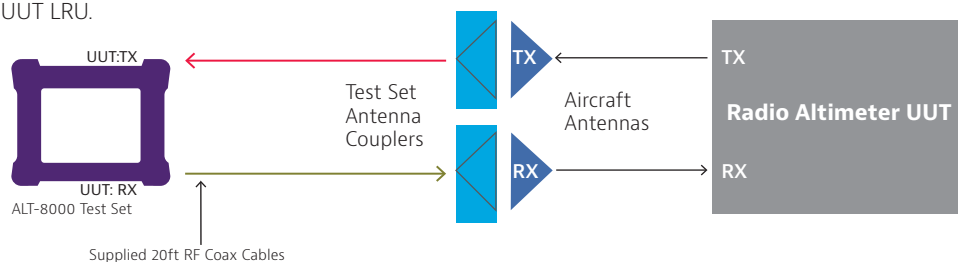 UUT LRU.
UUT:TX
TX
TX
Test Set
Antenna
Couplers
Aircraft
Antennas
Radio Altimeter UUT
UUT: RX
RX
RX
ALT-8000 Test Set
Supplied 20ft RF Coax Cables